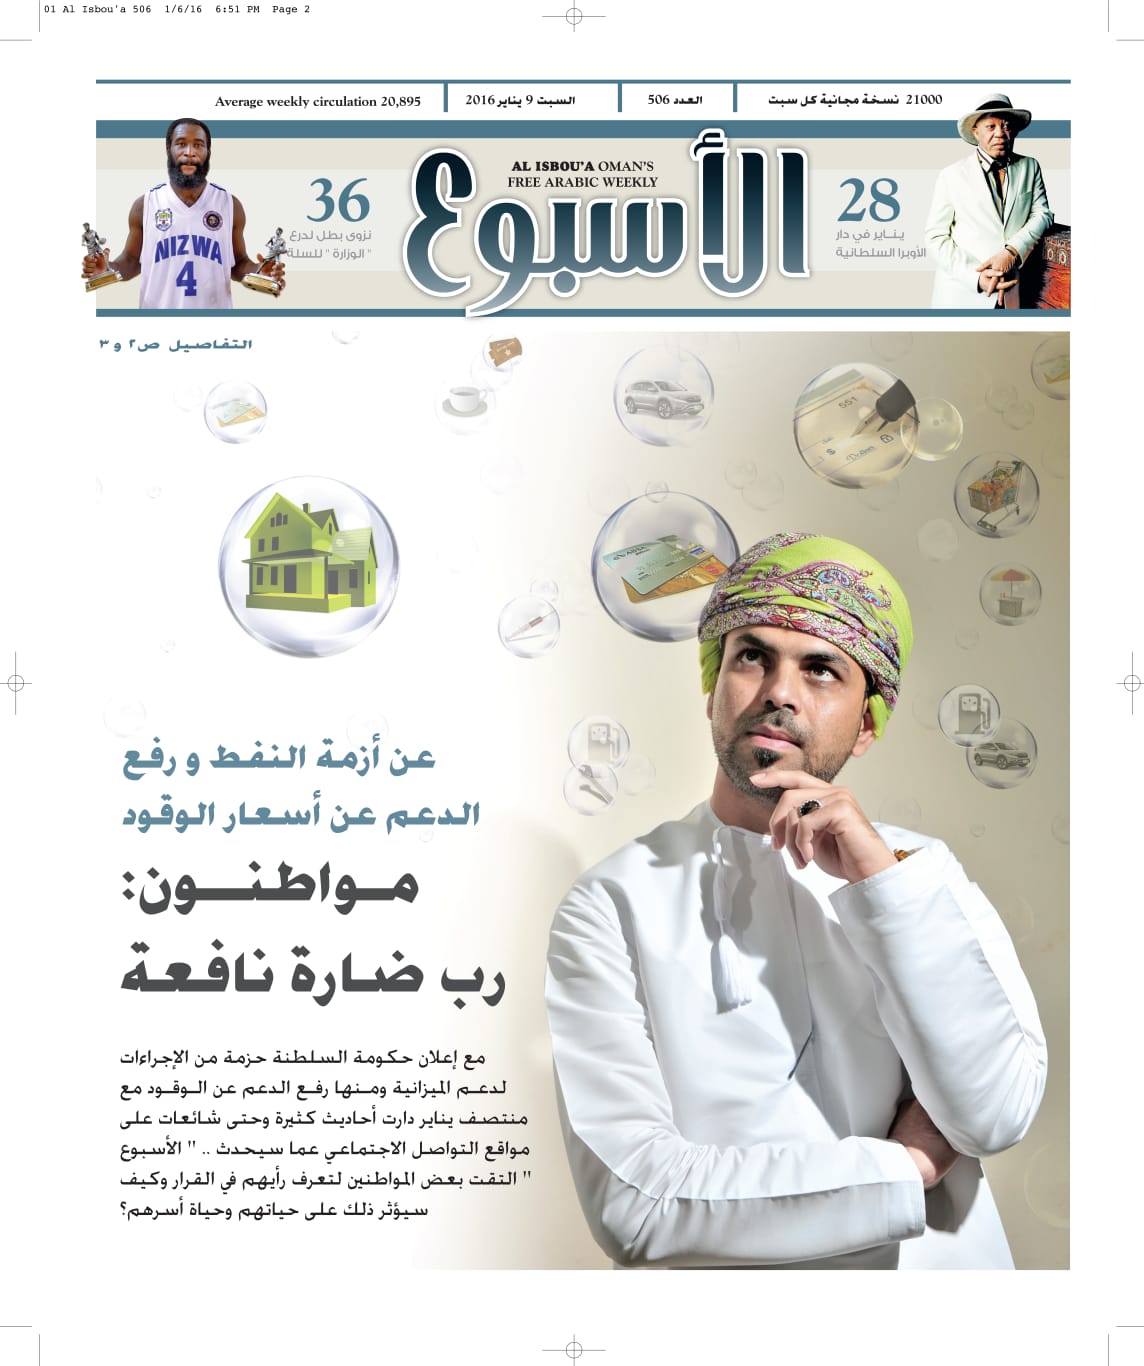 01 Al Isbou'a 506 1/6/16 6:51 PM Page 2
21000 نسخة مجانية كل سبت
العدد 506
السبت 9 يناير 2016
Average weekly circulation 20,895
الأسبوع
AL ISBOU'A OMAN'S
FREE ARABIC WEEKLY
28
يناير في دار
الأوبرا السلطانية
36
نزوى بطل لدرع
" الوزارة " للسلة
NIZWA
4
التفاصيل ص٢ و ٣
551
$
Dollars
عن أزمة النفط و رفع
الدعم عن أسعار الوقود
مواطنون:
رب ضارة نافعة
مع إعلان حكومة السلطنة حزمة من الإجراءات
لدعم الميزانية ومنها رفع الدعم عن الوقود مع
منتصف يناير دارت أحاديث كثيرة وحتى شائعات على
مواقع التواصل الاجتماعي عما سيحدث .. " الأسبوع
" التقت بعض المواطنين لتعرف رأيهم في القرار وكيف
سيؤثر ذلك على حياتهم وحياة أسرهم؟